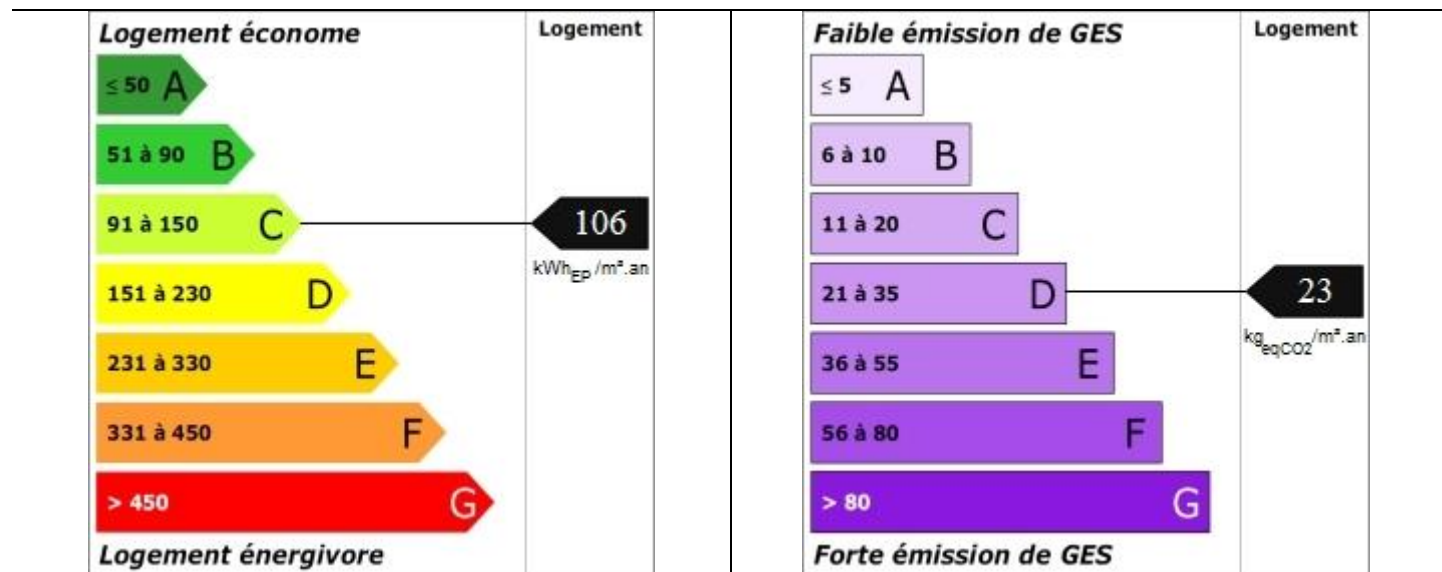 Logement économe
Logement
≤ 50 A
51 à 90 B
91 à 150 C
106
kWhEP /m².an
151 à 230 D
231 à 330 E
331 à 450 F
> 450 G
Logement énergivore
Faible émission de GES
Logement
≤ 5 A
6 à 10 B
11 à 20 C
21 à 35 D
23
kgeqCO2/m².an
36 à 55 E
56 à 80 F
> 80 G
Forte émission de GES